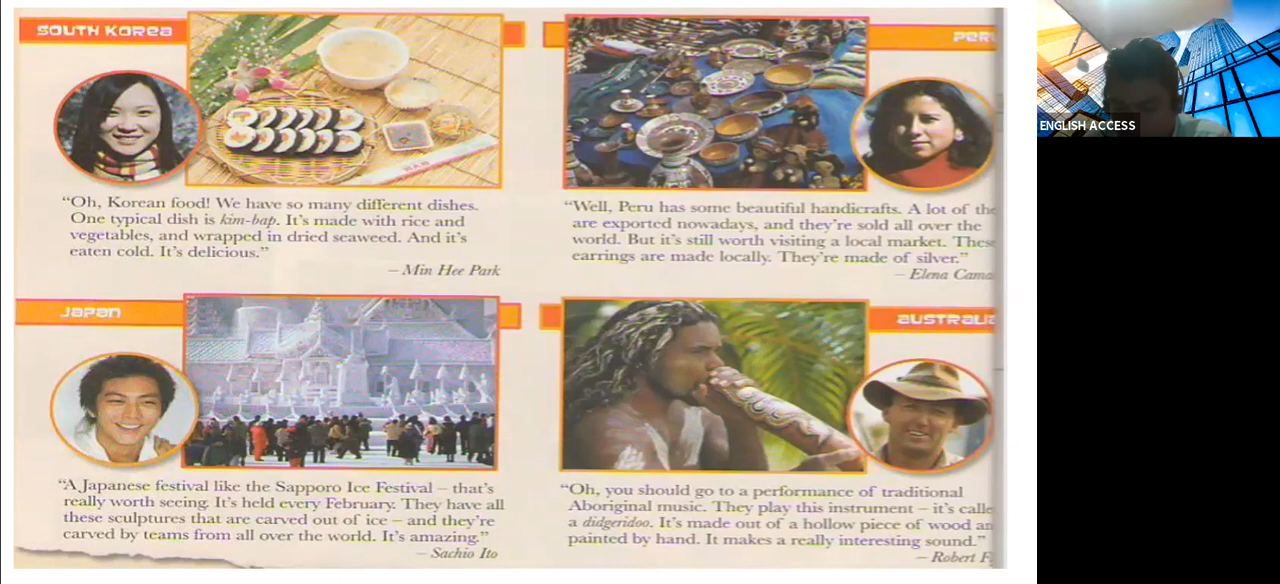 SOUTH KOREA
"Oh, Korean food! We have so many different dishes.
One typical dish is kim-bap. It's made with rice and
vegetables, and wrapped in dried seaweed. And it's
eaten cold. It's delicious."
– Min Hee Park
PERU
"Well, Peru has some beautiful handicrafts. A lot of the
are exported nowadays, and they're sold all over the
world. But it's still worth visiting a local market. Thes
earrings are made locally. They're made of silver."
– Elena Cama
JAPAN
"A Japanese festival like the Sapporo Ice Festival – that's
really worth seeing. It's held every February. They have all
these sculptures that are carved out of ice – and they're
carved by teams from all over the world. It's amazing."
– Sachio Ito
AUSTRALIA
"Oh, you should go to a performance of traditional
Aboriginal music. They play this instrument – it's calle
a didgeridoo. It's made out of a hollow piece of wood an
painted by hand. It makes a really interesting sound."
– Robert F
ENGLISH ACCESS